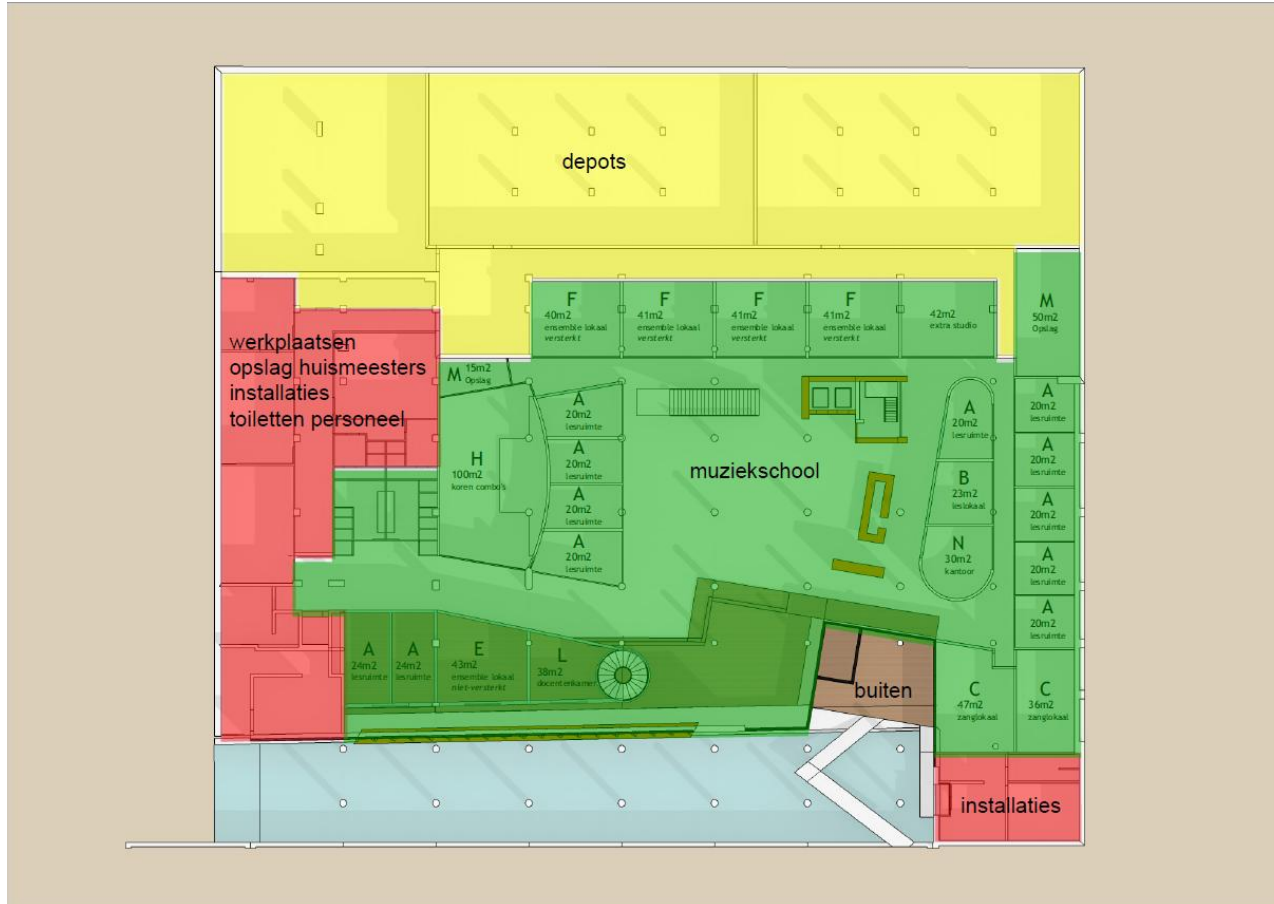 depots
F
40m2
ensemble lokaal
versterkt
F
41m2
ensemble lokaal
versterkt
F
41m2
ensemble lokaal
versterkt
F
41m2
ensemble lokaal
versterkt
42m2
extra studio
M
50m2
Opslag
werkplaatsen
opslag huismeesters
installaties
toiletten personeel
M 15m2
Opslag
H
100m2
koren combo's
A
20m2
lesruimte
A
20m2
lesruimte
A
20m2
lesruimte
A
20m2
lesruimte
muziekschool
A
20m2
lesruimte
B
23m2
leslokaal
N
30m2
kantoor
A
20m2
lesruimte
A
20m2
lesruimte
A
20m2
lesruimte
A
20m2
lesruimte
A
20m2
lesruimte
A
24m2
lesruimte
A
24m2
lesruimte
E
43m2
ensemble lokaal
niet-versterkt
L
38m2
docentenkamer
buiten
C
47m2
zanglokaal
C
36m2
zanglokaal
installaties